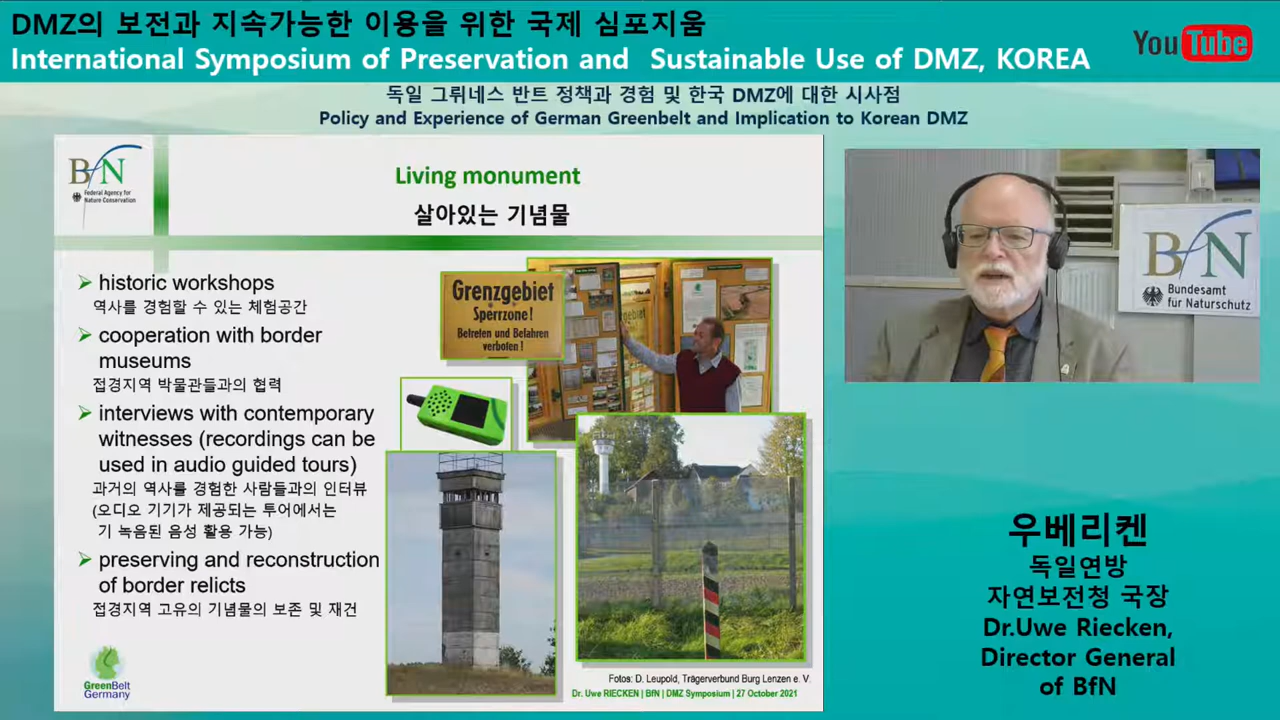 DMZ의 보전과 지속가능한 이용을 위한 국제 심포지움
International Symposium of Preservation and Sustainable Use of DMZ, KOREA
YouTube
독일 그뤼네스 반트 정책과 경험 및 한국 DMZ에 대한 시사점
Policy and Experience of German Greenbelt and Implication to Korean DMZ
BfN
Federal Agency for
Nature Conservation
Living monument
살아있는 기념물
historic workshops
역사를 경험할 수 있는 체험공간
cooperation with border
museums
접경지역 박물관들과의 협력
interviews with contemporary
witnesses (recordings can be
used in audio guided tours)
과거의 역사를 경험한 사람들과의 인터뷰
(오디오 기기가 제공되는 투어에서는
기 녹음된 음성 활용 가능)
preserving and reconstruction
of border relicts
접경지역 고유의 기념물의 보존 및 재건
Grenzgebiet
Sperrzone!
Betreten und Befahren
verboten!
GreenBelt
Germany
Fotos: D. Leupold, Trägerverbund Burg Lenzen e. V.
Dr. Uwe RIECKEN | BfN | DMZ Symposium | 27 October 2021
BfN
Bundesamt
für Naturschutz
우베리켄
독일연방
자연보전청 국장
Dr.Uwe Riecken,
Director General
of BfN